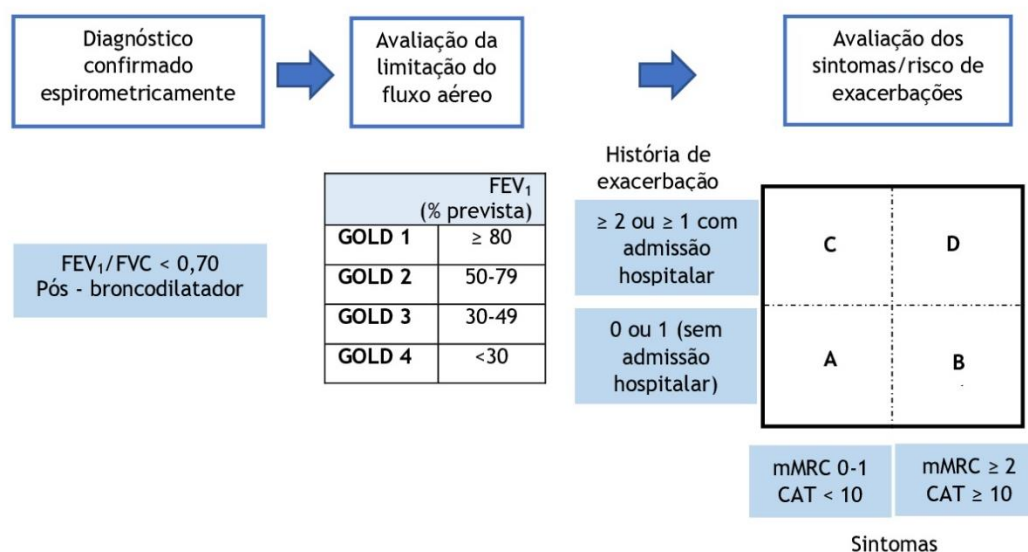 Diagnóstico
confirmado
espirometricamente
Avaliação da
limitação do
fluxo aéreo
Avaliação dos
sintomas/risco de
exacerbações
FEV₁/FVC < 0,70
Pós - broncodilatador
FEV₁
(% prevista)
GOLD 1 ≥ 80
GOLD 2 50-79
GOLD 3 30-49
GOLD 4 <30
História de
exacerbação
≥ 2 ou ≥ 1 com
admissão
hospitalar
0 ou 1 (sem
admissão
hospitalar)
C D
A B
mMRC 0-1
CAT < 10
mMRC ≥ 2
CAT ≥ 10
Sintomas